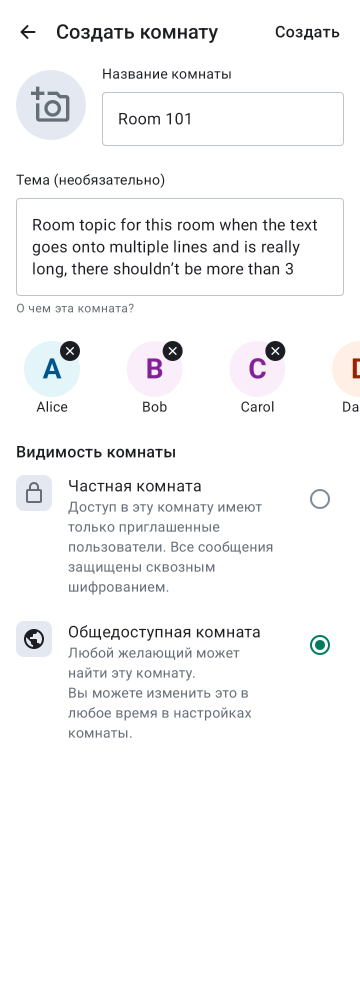 Создать комнату
Создать
Название комнаты
Room 101
Тема (необязательно)
Room topic for this room when the text
goes onto multiple lines and is really
long, there shouldn’t be more than 3
О чем эта комната?
A
B
C
D
Alice
Bob
Carol
Da
Видимость комнаты
Частная комната
Доступ в эту комнату имеют
только приглашенные
пользователи. Все сообщения
защищены сквозным
шифрованием.
Общедоступная комната
Любой желающий может
найти эту комнату.
Вы можете изменить это в
любое время в настройках
комнаты.